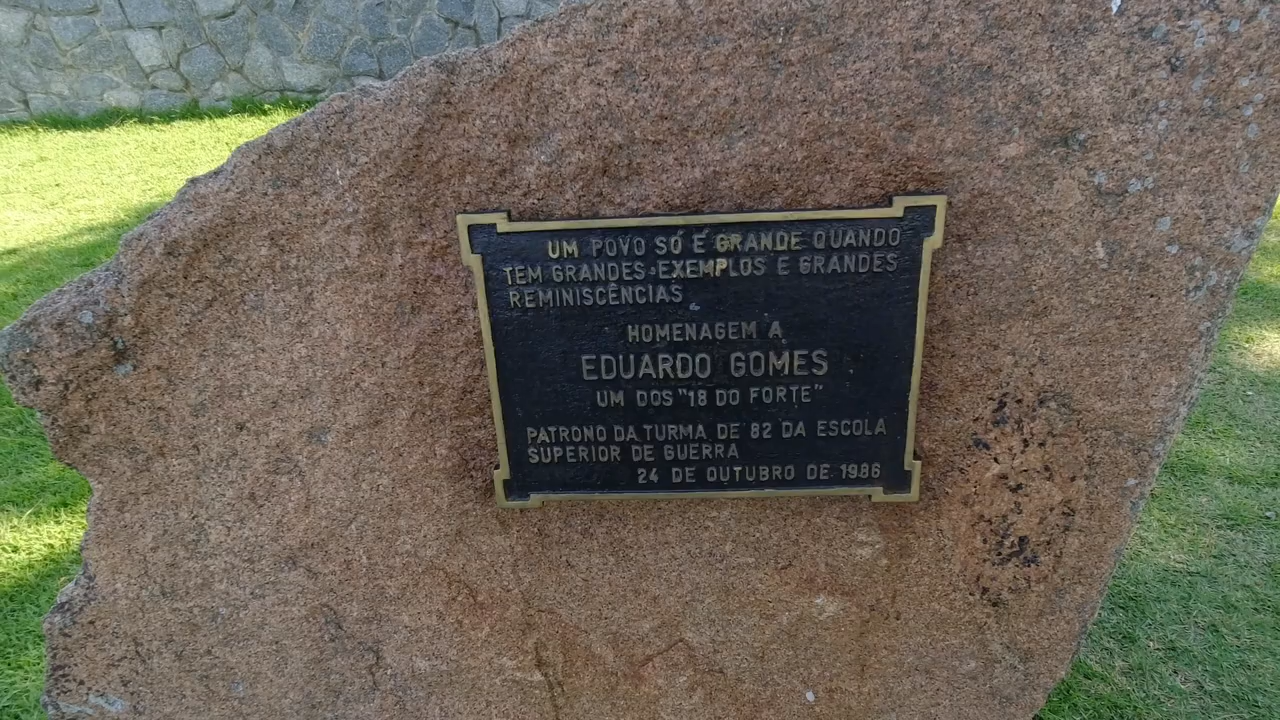 UM POVO SÓ É GRANDE QUANDO
TEM GRANDES EXEMPLOS E GRANDES
REMINISCÊNCIAS
HOMENAGEM A
EDUARDO GOMES
UM DOS "18 DO FORTE"
PATRONO DA TURMA DE 82 DA ESCOLA
SUPERIOR DE GUERRA
24 DE OUTUBRO DE 1986